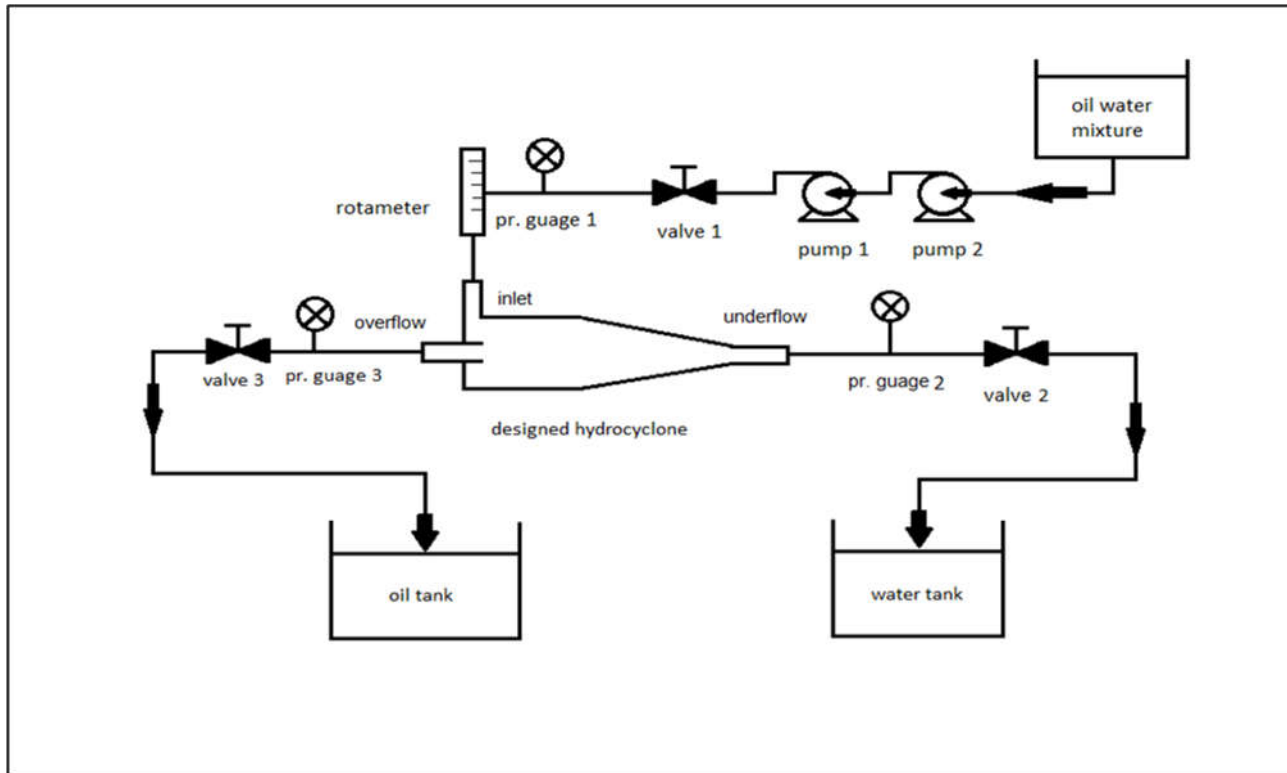 oil water
mixture
rotameter
pr. guage 1
valve 1
pump 1
pump 2
inlet
overflow
underflow
valve 3
pr. guage 3
pr. guage 2
valve 2
designed hydrocyclone
oil tank
water tank